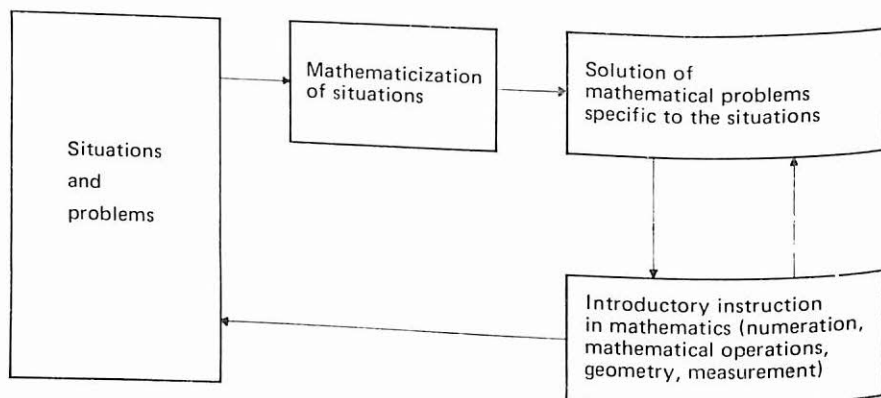 Situations
and
problems
Mathematicization
of situations
Solution of
mathematical problems
specific to the situations
Introductory instruction
in mathematics (numeration,
mathematical operations,
geometry, measurement)